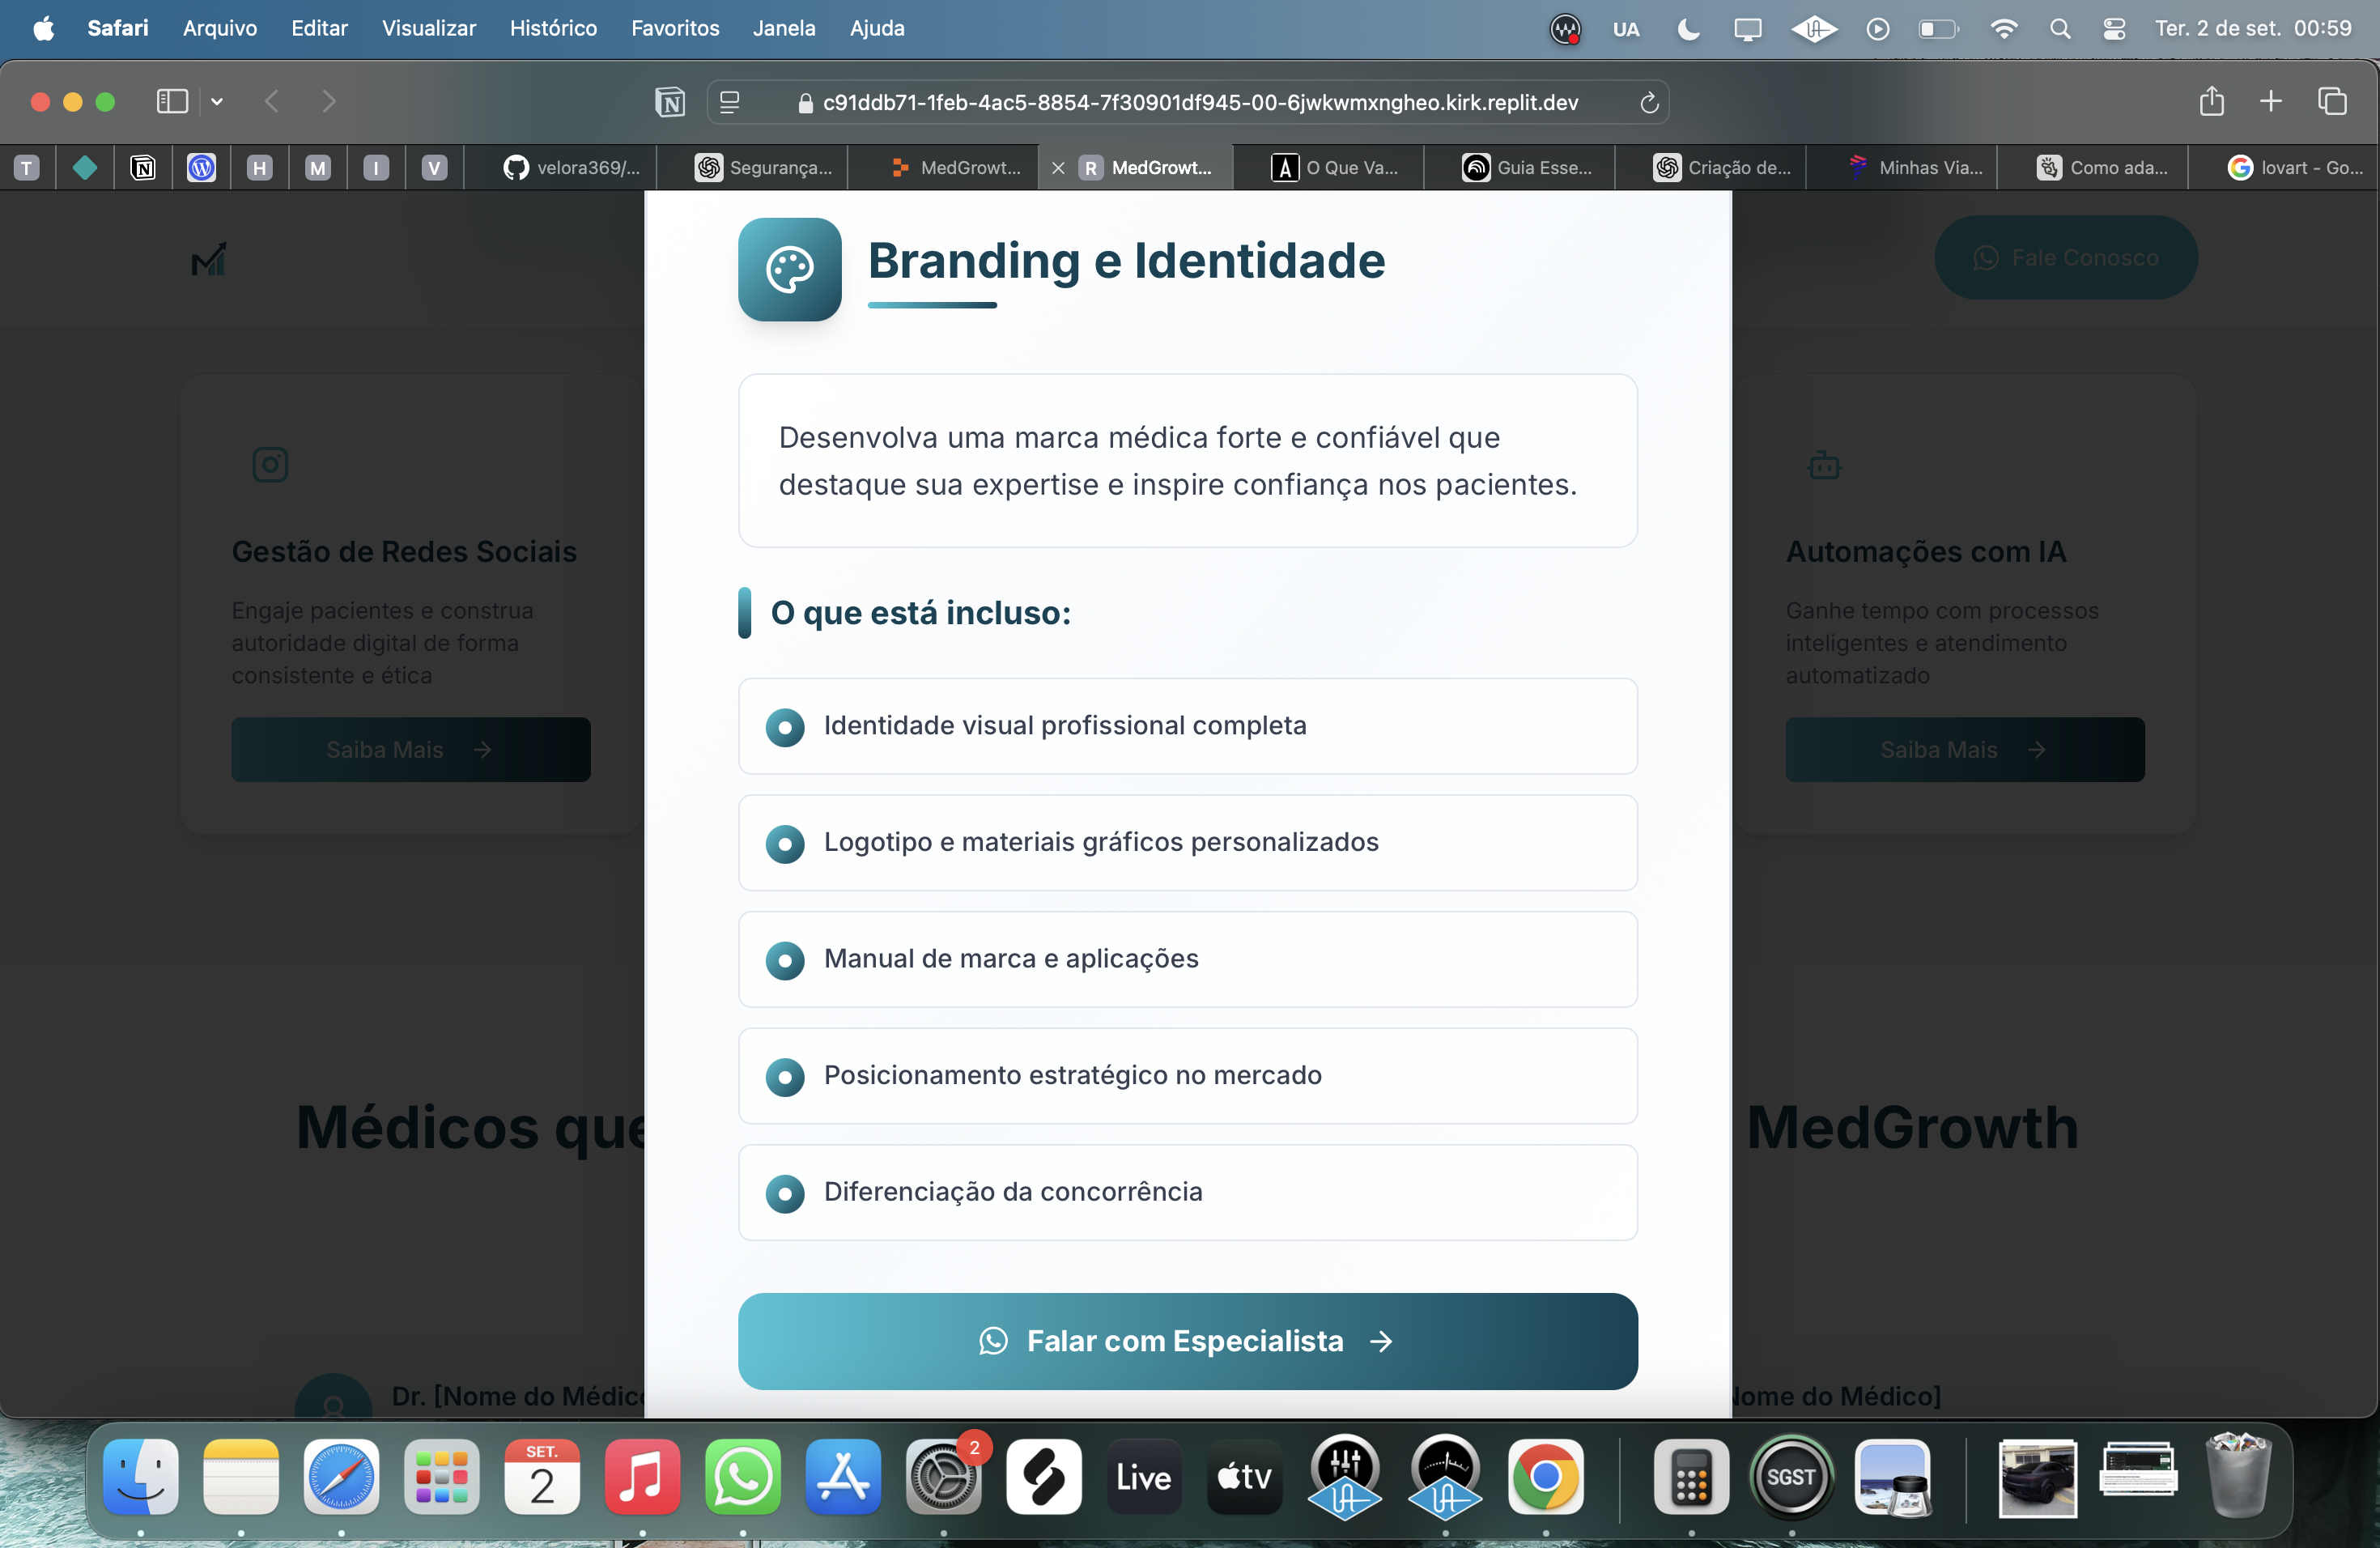 Safari Arquivo Editar Visualizar Histórico Favoritos Janela Ajuda UA Ter. 2 de set. 00:59
c91ddb71-1feb-4ac5-8854-7f30901df945-00-6jwkwmxngheo.kirk.replit.dev
T N W H M I V velora369/... Segurança... MedGrowt... R MedGrowt... A O Que Va... Guia Esse... Criação de... Minhas Via... Como ada... G lovart - Go...
Fale Conosco
Branding e Identidade
Desenvolva uma marca médica forte e confiável que
destaque sua expertise e inspire confiança nos pacientes.
O que está incluso:
Identidade visual profissional completa
Logotipo e materiais gráficos personalizados
Manual de marca e aplicações
Posicionamento estratégico no mercado
Diferenciação da concorrência
Falar com Especialista
Gestão de Redes Sociais
Engaje pacientes e construa
autoridade digital de forma
consistente e ética
Saiba Mais
Automações com IA
Ganhe tempo com processos
inteligentes e atendimento
automatizado
Saiba Mais
Médicos que MedGrowth
Dr. [Nome do Médico
Nome do Médico]
SET.
2
2
Live
tv
SGST